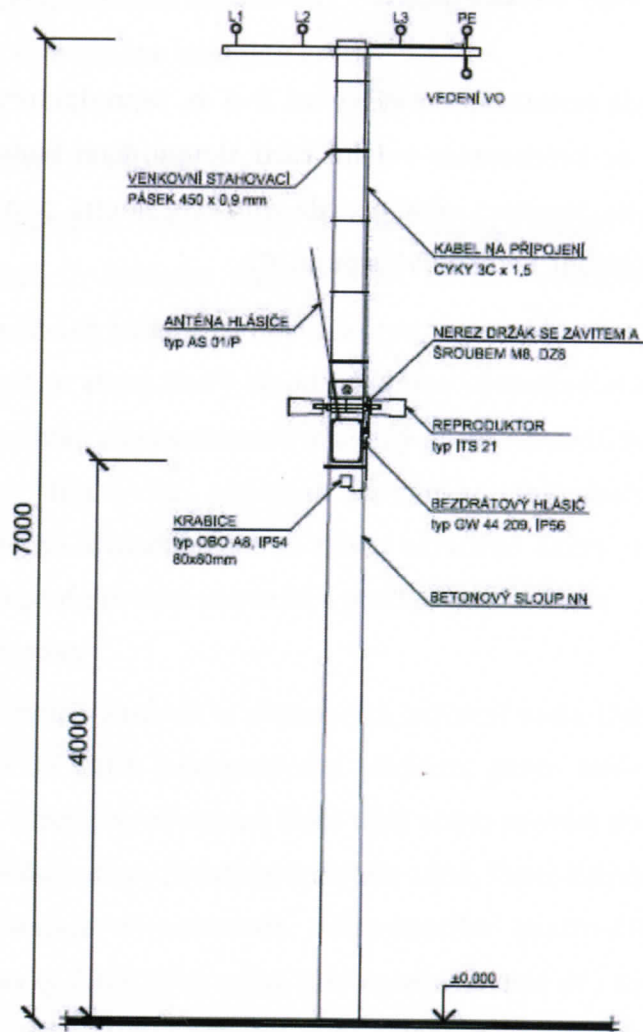 L1 L2 L3 PE
VEDENÍ VO
VENKOVNÍ STAHOVACÍ
PÁSEK 450 x 0,9 mm
KABEL NA PŘIPOJENÍ
CYKY 3C x 1,5
ANTÉNA HLÁSIČE
typ AS 01/P
NEREZ DRŽÁK SE ZÁVITEM A
ŠROUBEM M8, DZ8
REPRODUKTOR
typ ITS 21
BEZDRÁTOVÝ HLÁSIČ
typ GW 44 209, IP56
KRABICE
typ OBO A8, IP54
80x80mm
BETONOVÝ SLOUP NN
7000
4000
±0,000